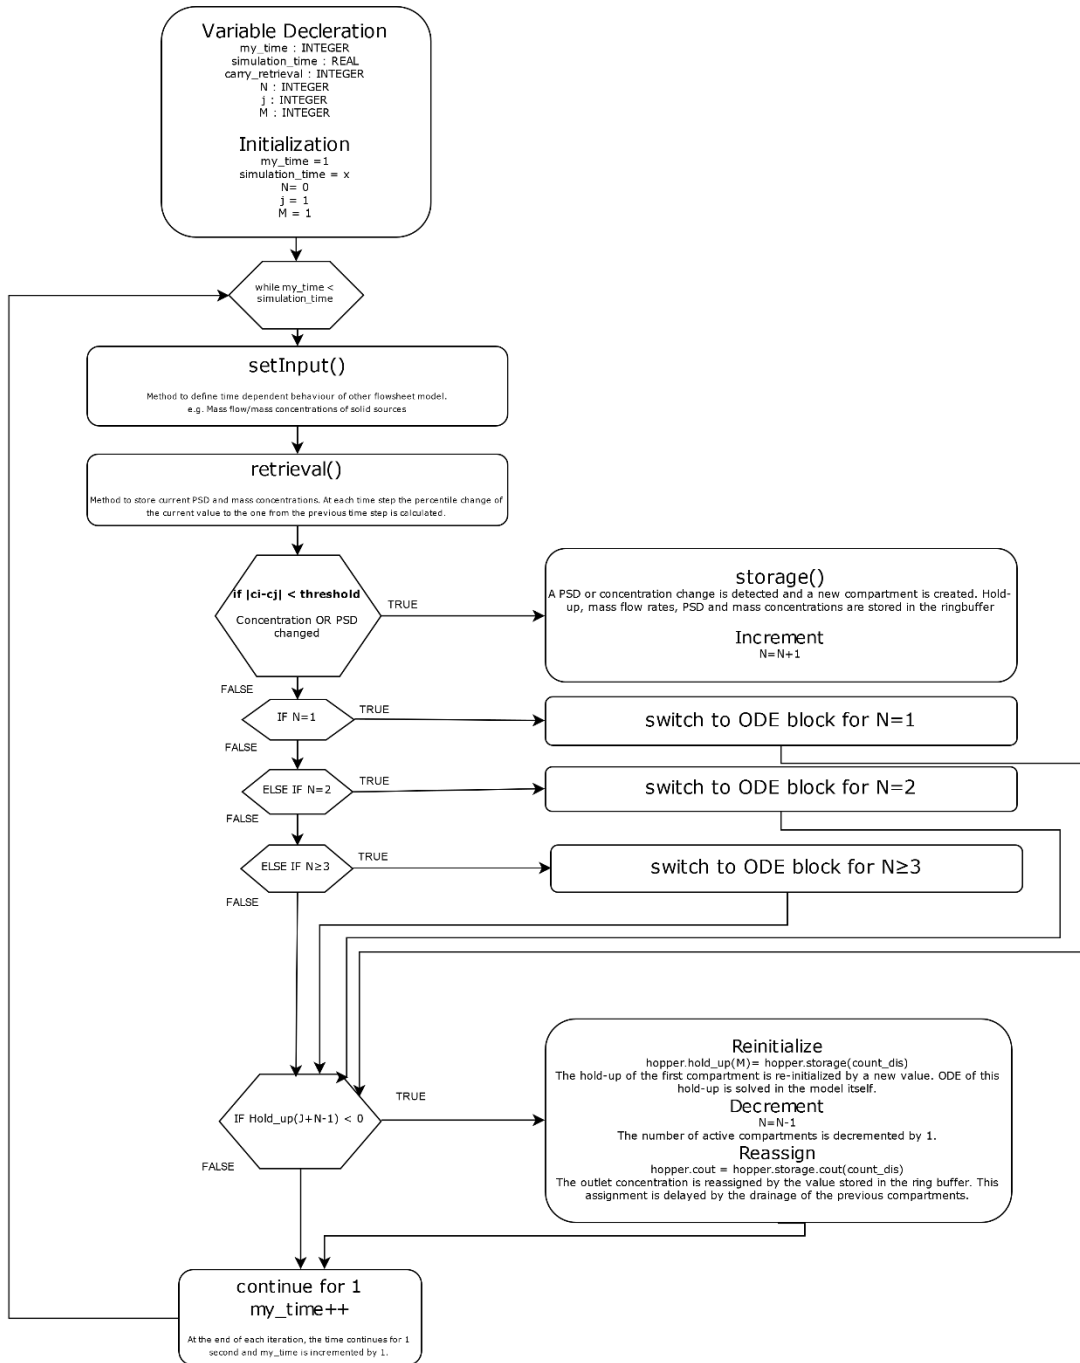 Variable Decleration
my_time : INTEGER
simulation_time : REAL
carry_retrieval : INTEGER
N : INTEGER
j : INTEGER
M : INTEGER
Initialization
my_time =1
simulation_time = x
N= 0
j = 1
M = 1
while my_time <
simulation_time
setInput()
Method to define time dependent behaviour of other flowsheet model.
e.g. Mass flow/mass concentrations of solid sources
retrieval()
Method to store current PSD and mass concentrations. At each time step the percentile change of
the current value to the one from the previous time step is calculated.
if |ci-cj| < threshold
Concentration OR PSD
changed
TRUE
storage()
A PSD or concentration change is detected and a new compartment is created. Hold-
up, mass flow rates, PSD and mass concentrations are stored in the ringbuffer
Increment
N=N+1
FALSE
IF N=1
TRUE
switch to ODE block for N=1
FALSE
ELSE IF N=2
TRUE
switch to ODE block for N=2
FALSE
ELSE IF N≥3
TRUE
switch to ODE block for N≥3
FALSE
IF Hold_up(J+N-1) < 0
TRUE
Reinitialize
hopper.hold_up(M)= hopper.storage(count_dis)
The hold-up of the first compartment is re-initialized by a new value. ODE of this
hold-up is solved in the model itself.
Decrement
N=N-1
The number of active compartments is decremented by 1.
Reassign
hopper.cout = hopper.storage.cout(count_dis)
The outlet concentration is reassigned by the value stored in the ring buffer. This
assignment is delayed by the drainage of the previous compartments.
FALSE
continue for 1
my_time++
At the end of each iteration, the time continues for 1
second and my_time is incremented by 1.